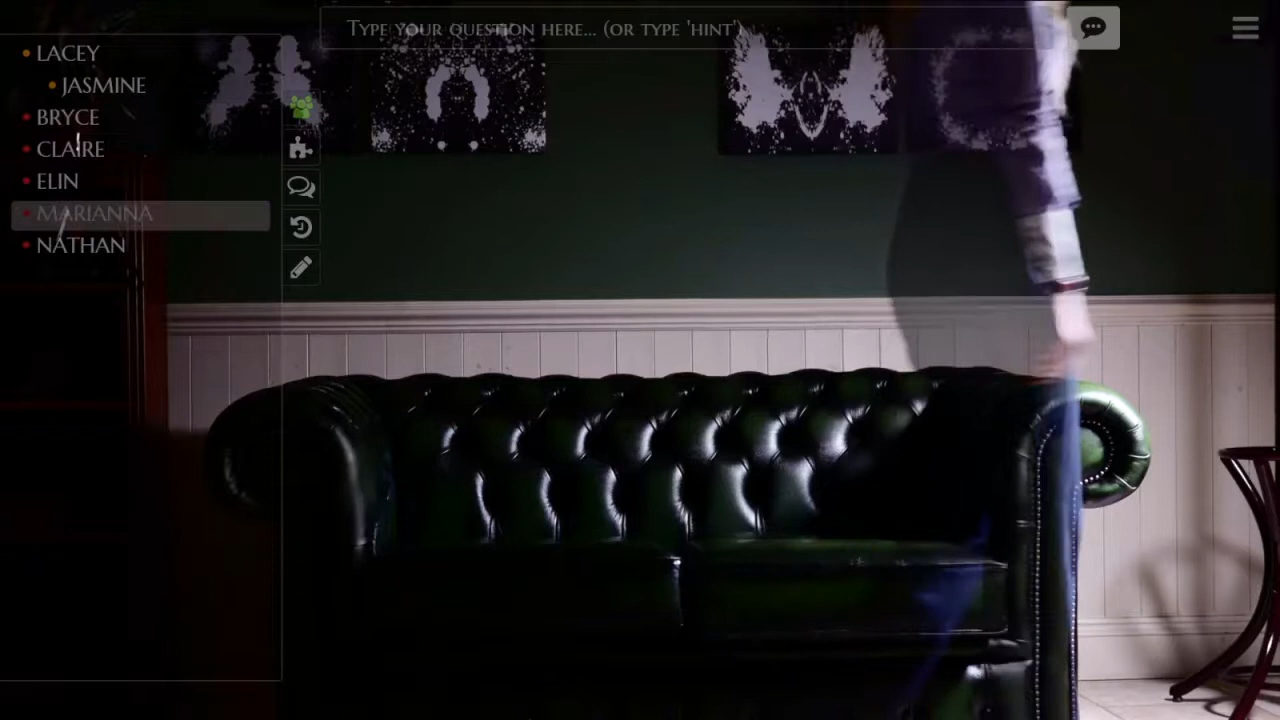 Type your question here... (or type 'hint')
LACEY
JASMINE
BRYCE
CLAIRE
ELIN
MARIANNA
NATHAN